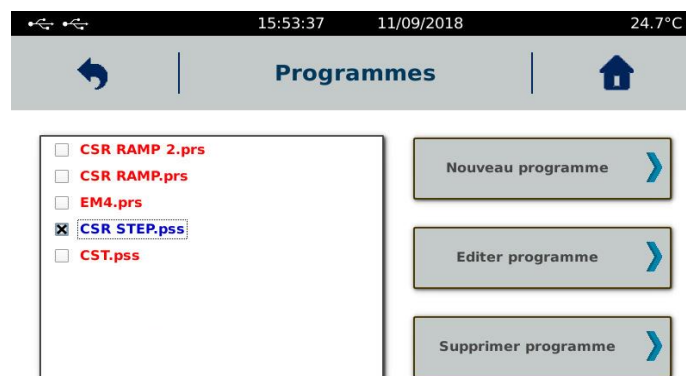 15:53:37 11/09/2018 24.7°C
Programmes
CSR RAMP 2.prs
CSR RAMP.prs
EM4.prs
CSR STEP.pss
CST.pss
Nouveau programme
Editer programme
Supprimer programme